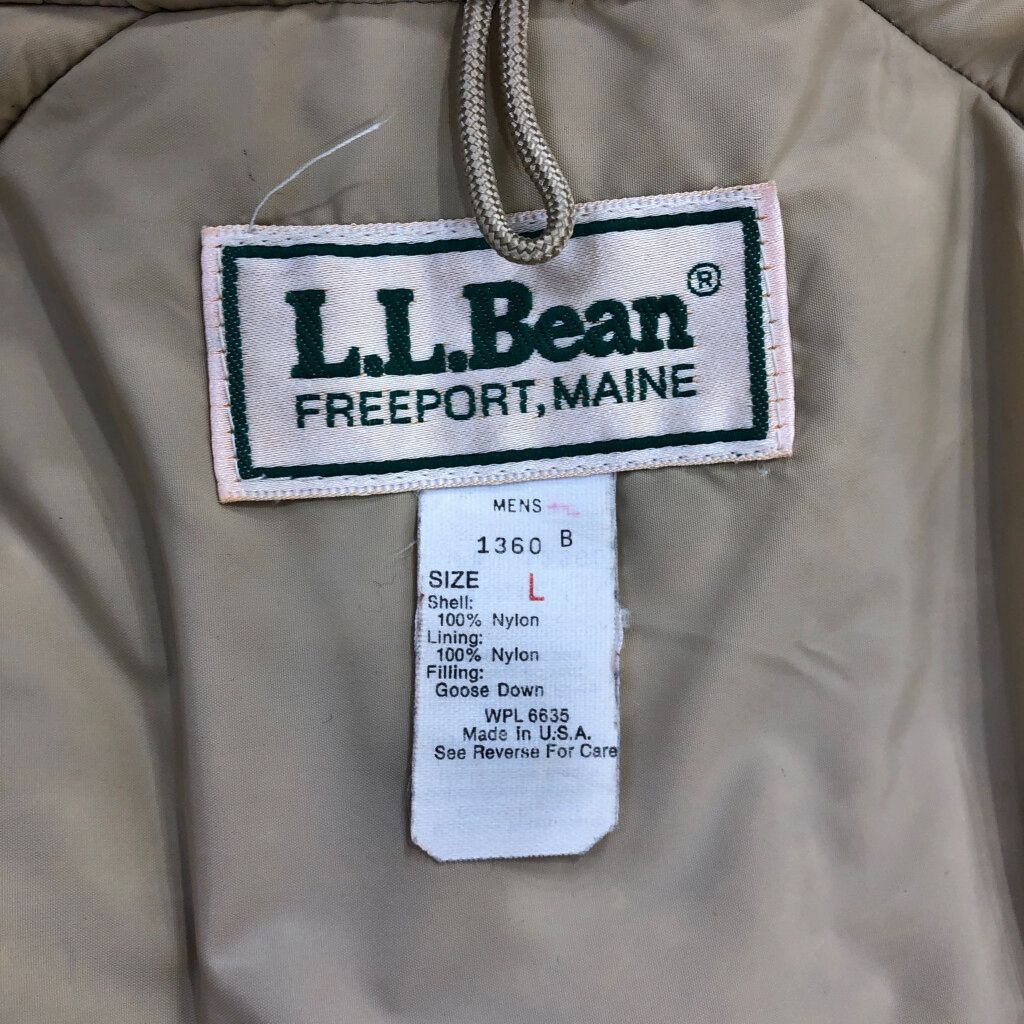 L.L.Bean®
FREEPORT, MAINE
MENS
1360 B
SIZE L
Shell:
100% Nylon
Lining:
100% Nylon
Filling:
Goose Down
WPL 6635
Made In U.S.A.
See Reverse For Care